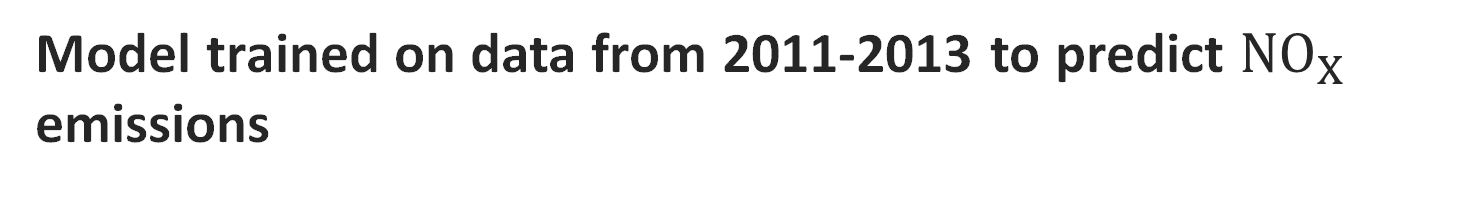 Model trained on data from 2011-2013 to predict NOₓ
emissions